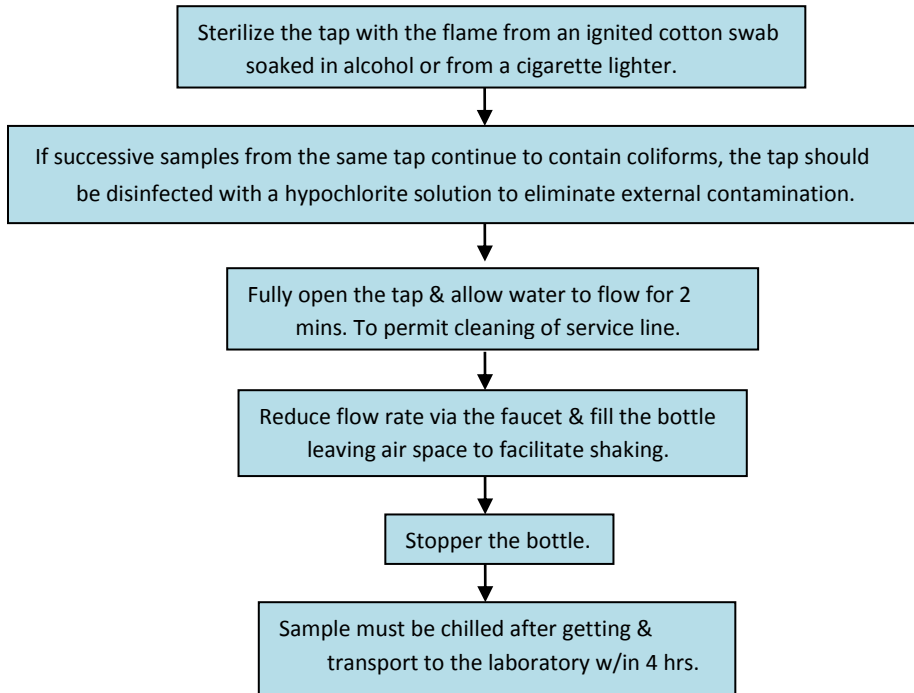 Sterilize the tap with the flame from an ignited cotton swab
soaked in alcohol or from a cigarette lighter.
If successive samples from the same tap continue to contain coliforms, the tap should
be disinfected with a hypochlorite solution to eliminate external contamination.
Fully open the tap & allow water to flow for 2
mins. To permit cleaning of service line.
Reduce flow rate via the faucet & fill the bottle
leaving air space to facilitate shaking.
Stopper the bottle.
Sample must be chilled after getting &
transport to the laboratory w/in 4 hrs.